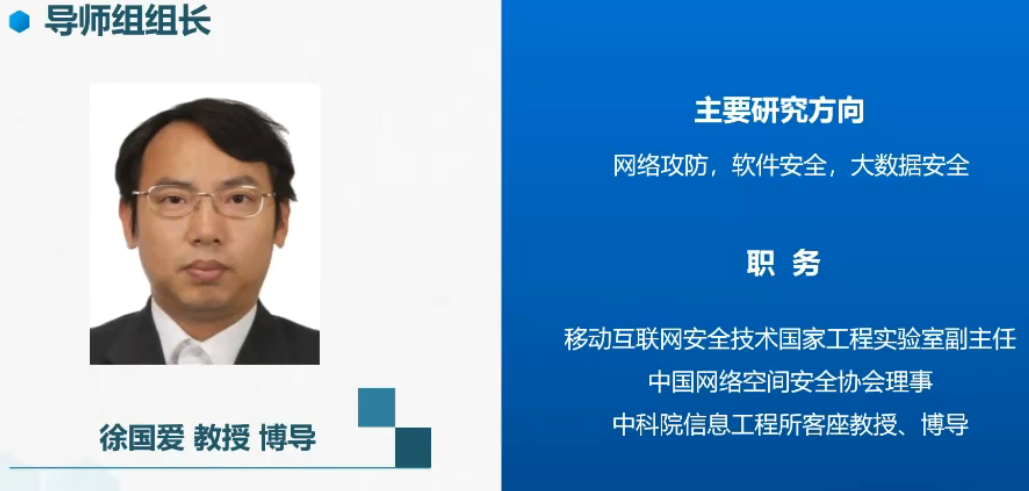 导师组组长
徐国爱 教授 博导
主要研究方向
网络攻防，软件安全，大数据安全
职 务
移动互联网安全技术国家工程实验室副主任
中国网络空间安全协会理事
中科院信息工程所客座教授、博导